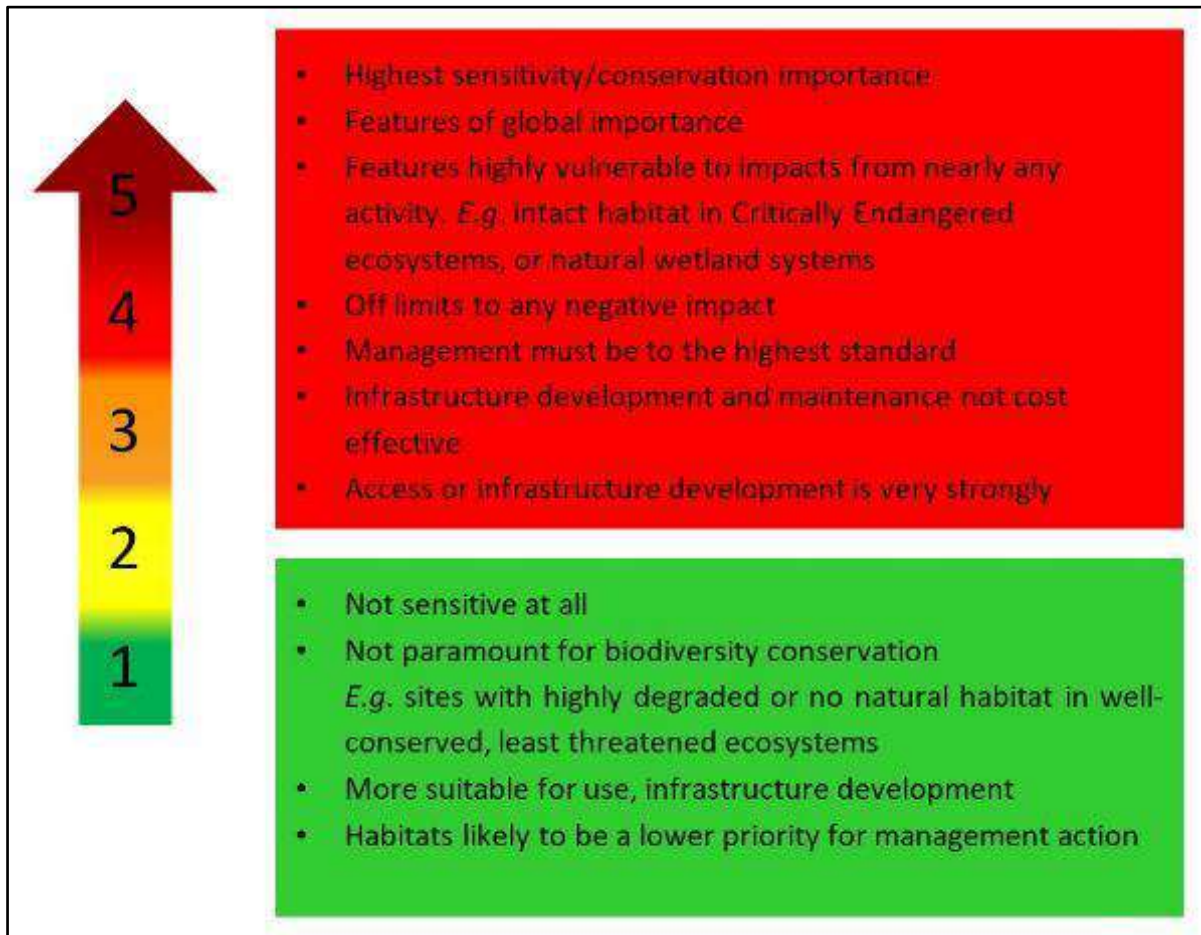 5
4
3
2
1
• Highest sensitivity/conservation importance
• Features of global importance
• Features highly vulnerable to impacts from nearly any
activity. E.g. intact habitat in Critically Endangered
ecosystems, or natural wetland systems
• Off limits to any negative impact
• Management must be to the highest standard
• Infrastructure development and maintenance not cost
effective
• Access or infrastructure development is very strongly
• Not sensitive at all
• Not paramount for biodiversity conservation
E.g. sites with highly degraded or no natural habitat in well-
conserved, least threatened ecosystems
• More suitable for use, infrastructure development
• Habitats likely to be a lower priority for management action